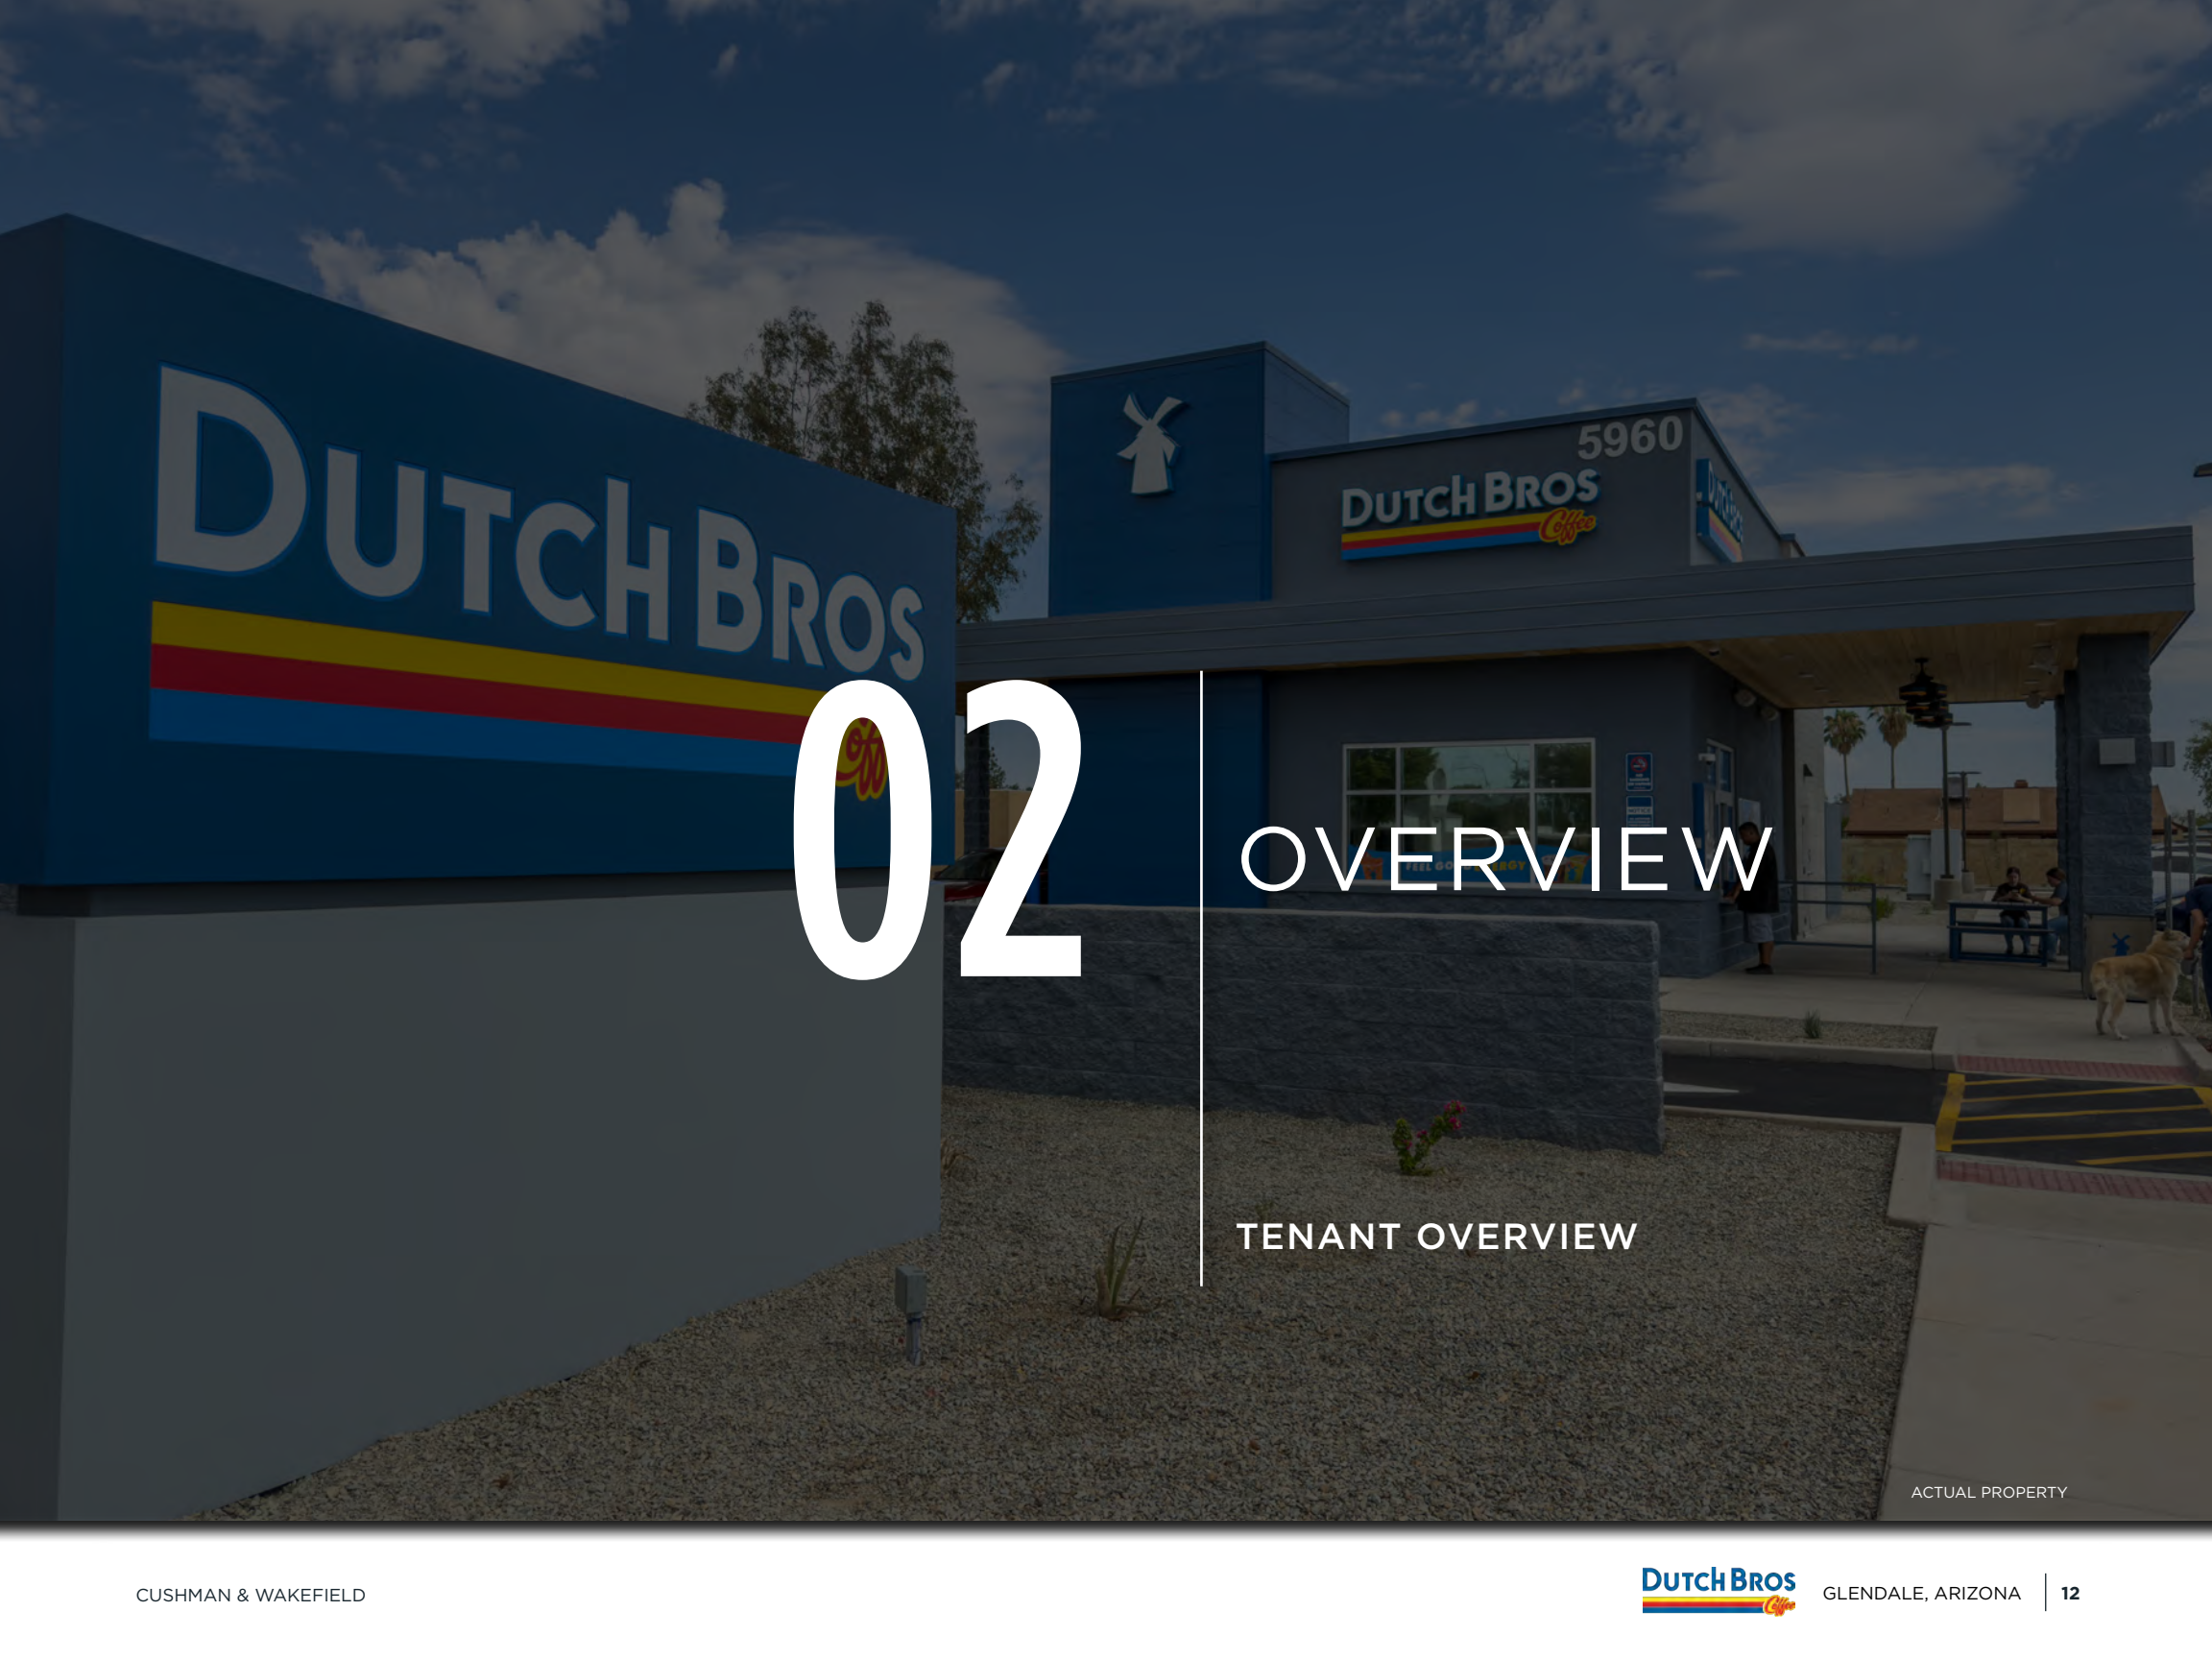 DUTCH BROS
5960
DUTCH BROS
Coffee
02
OVERVIEW
TENANT OVERVIEW
ACTUAL PROPERTY
CUSHMAN & WAKEFIELD
DUTCH BROS
Coffee
GLENDALE, ARIZONA
12